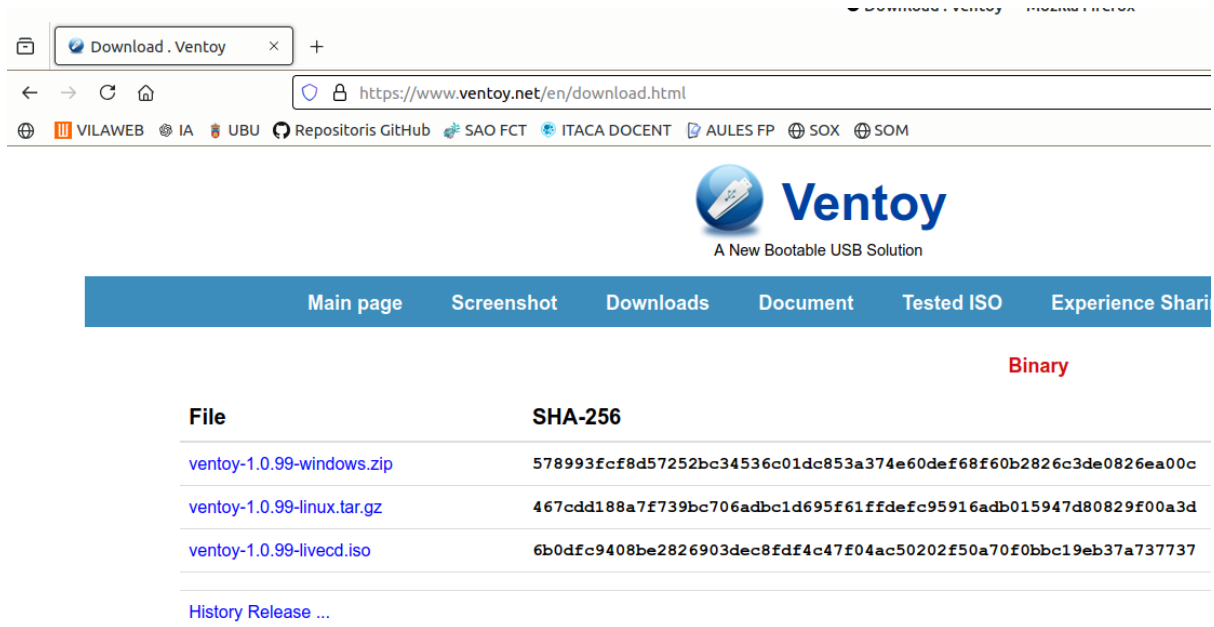 Download . Ventoy
https://www.ventoy.net/en/download.html
VILAWEB IA UBU Repositoris GitHub SAO FCT ITACA DOCENT AULES FP SOX SOM
Ventoy
A New Bootable USB Solution
Main page Screenshot Downloads Document Tested ISO Experience Shari
Binary
File SHA-256
ventoy-1.0.99-windows.zip 578993fcf8d57252bc34536c01dc853a374e60def68f60b2826c3de0826ea00c
ventoy-1.0.99-linux.tar.gz 467cdd188a7f739bc706adbc1d695f61ffdefc95916adb015947d80829f00a3d
ventoy-1.0.99-livecd.iso 6b0dfc9408be2826903dec8fdf4c47f04ac50202f50a70f0bbc19eb37a737737
History Release ...